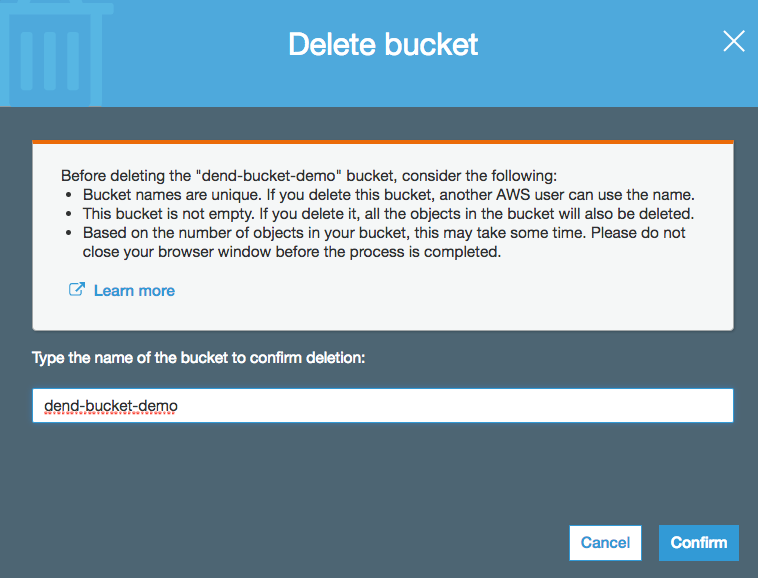 Delete bucket
Before deleting the "dend-bucket-demo" bucket, consider the following:
• Bucket names are unique. If you delete this bucket, another AWS user can use the name.
• This bucket is not empty. If you delete it, all the objects in the bucket will also be deleted.
• Based on the number of objects in your bucket, this may take some time. Please do not
close your browser window before the process is completed.
Learn more
Type the name of the bucket to confirm deletion:
dend-bucket-demo
Cancel Confirm